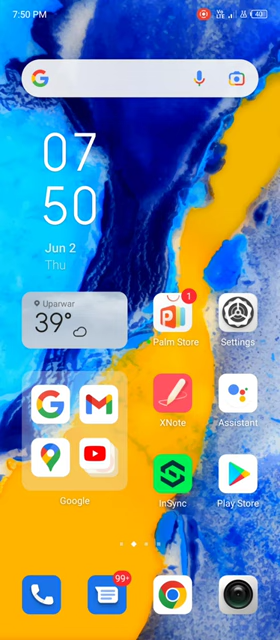 7:50 PM
40
07
50
Jun 2
Thu
Uparwar
39°
1
Palm Store
Settings
XNote
Assistant
Google
InSync
Play Store
99+